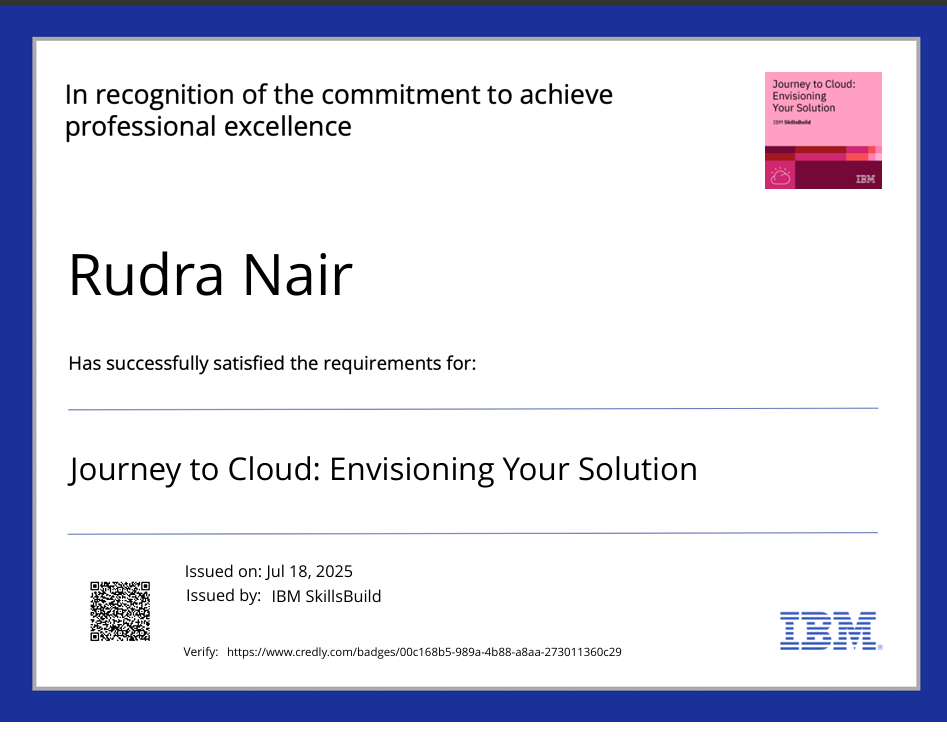 In recognition of the commitment to achieve
professional excellence
Journey to Cloud:
Envisioning
Your Solution
IBM SkillsBuild
IBM
Rudra Nair
Has successfully satisfied the requirements for:
Journey to Cloud: Envisioning Your Solution
Issued on: Jul 18, 2025
Issued by: IBM SkillsBuild
Verify: https://www.credly.com/badges/00c168b5-989a-4b88-a8aa-273011360c29
IBM®